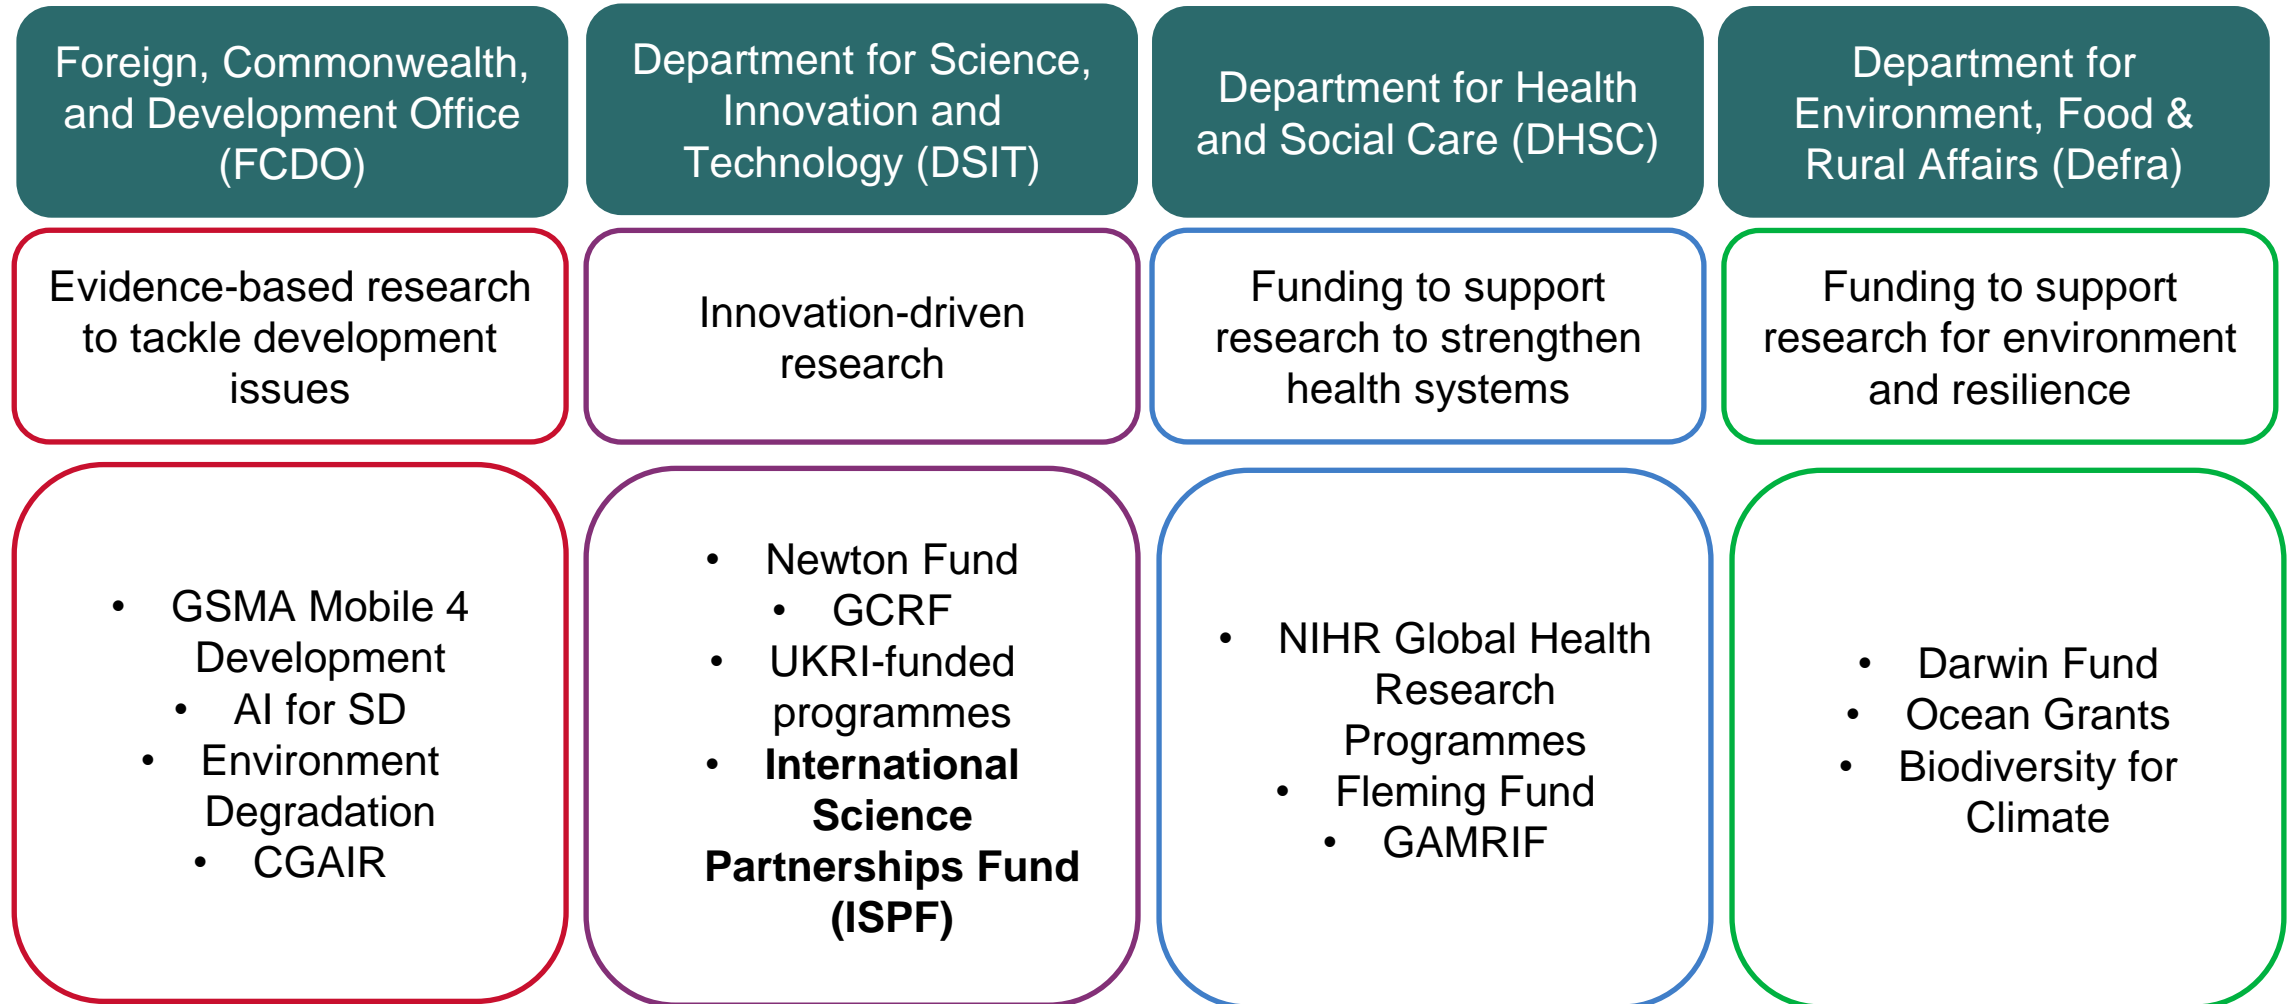 Foreign, Commonwealth,
and Development Office
(FCDO)
Department for Science,
Innovation and
Technology (DSIT)
Department for Health
and Social Care (DHSC)
Department for
Environment, Food &
Rural Affairs (Defra)
Evidence-based research
to tackle development
issues
Innovation-driven
research
Funding to support
research to strengthen
health systems
Funding to support
research for environment
and resilience
• GSMA Mobile 4
Development
• AI for SD
• Environment
Degradation
• CGAIR
• Newton Fund
• GCRF
• UKRI-funded
programmes
• International
Science
Partnerships Fund
(ISPF)
• NIHR Global Health
Research
Programmes
• Fleming Fund
• GAMRIF
• Darwin Fund
• Ocean Grants
• Biodiversity for
Climate